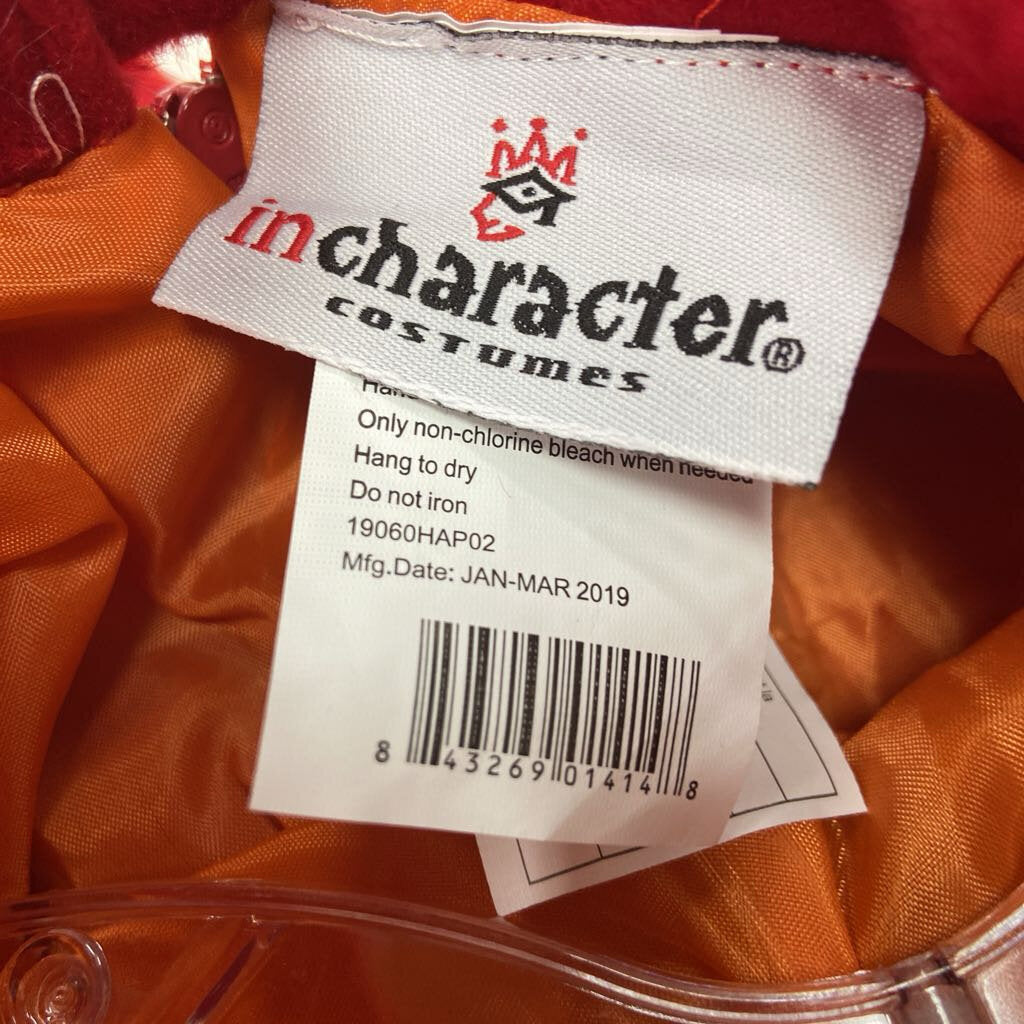 incharacter®
COSTUMES
Only non-chlorine bleach when needed
Hang to dry
Do not iron
19060HAP02
Mfg.Date: JAN-MAR 2019
8 43269 01414 8